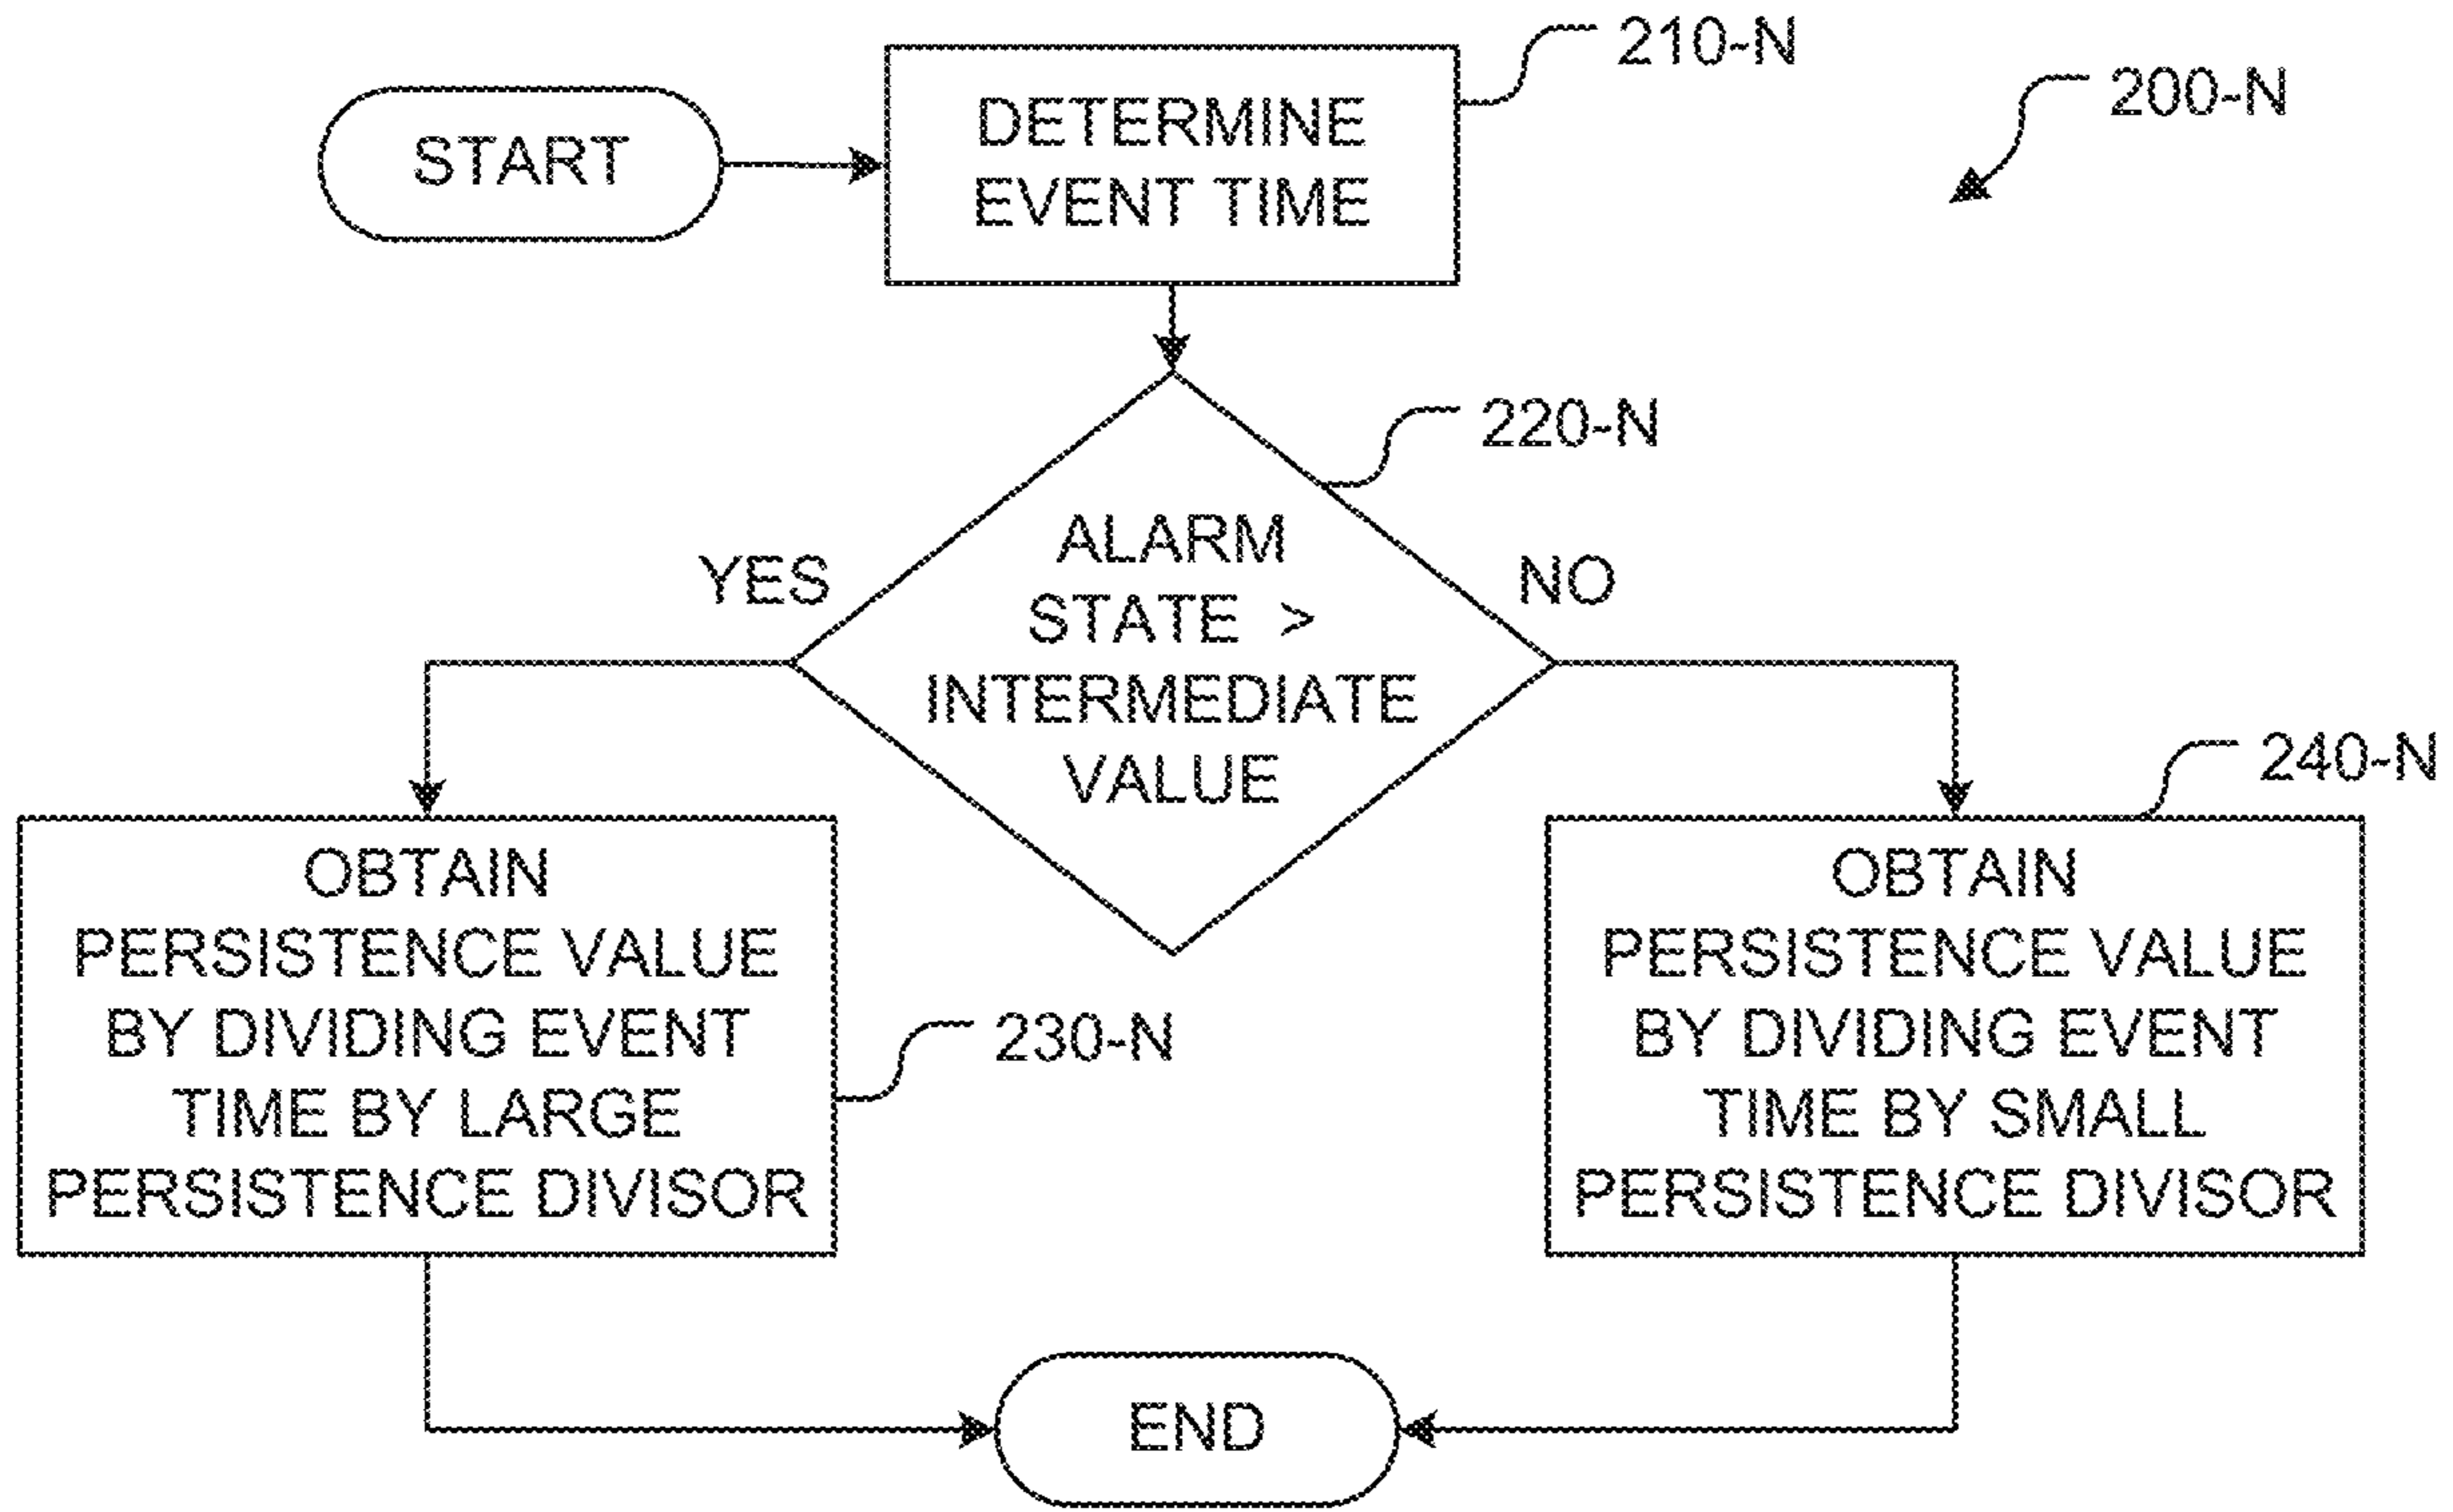 210-N
200-N
START
DETERMINE
EVENT TIME
220-N
ALARM
STATE >
INTERMEDIATE
VALUE
YES
NO
240-N
OBTAIN
PERSISTENCE VALUE
BY DIVIDING EVENT
TIME BY LARGE
PERSISTENCE DIVISOR
230-N
OBTAIN
PERSISTENCE VALUE
BY DIVIDING EVENT
TIME BY SMALL
PERSISTENCE DIVISOR
END